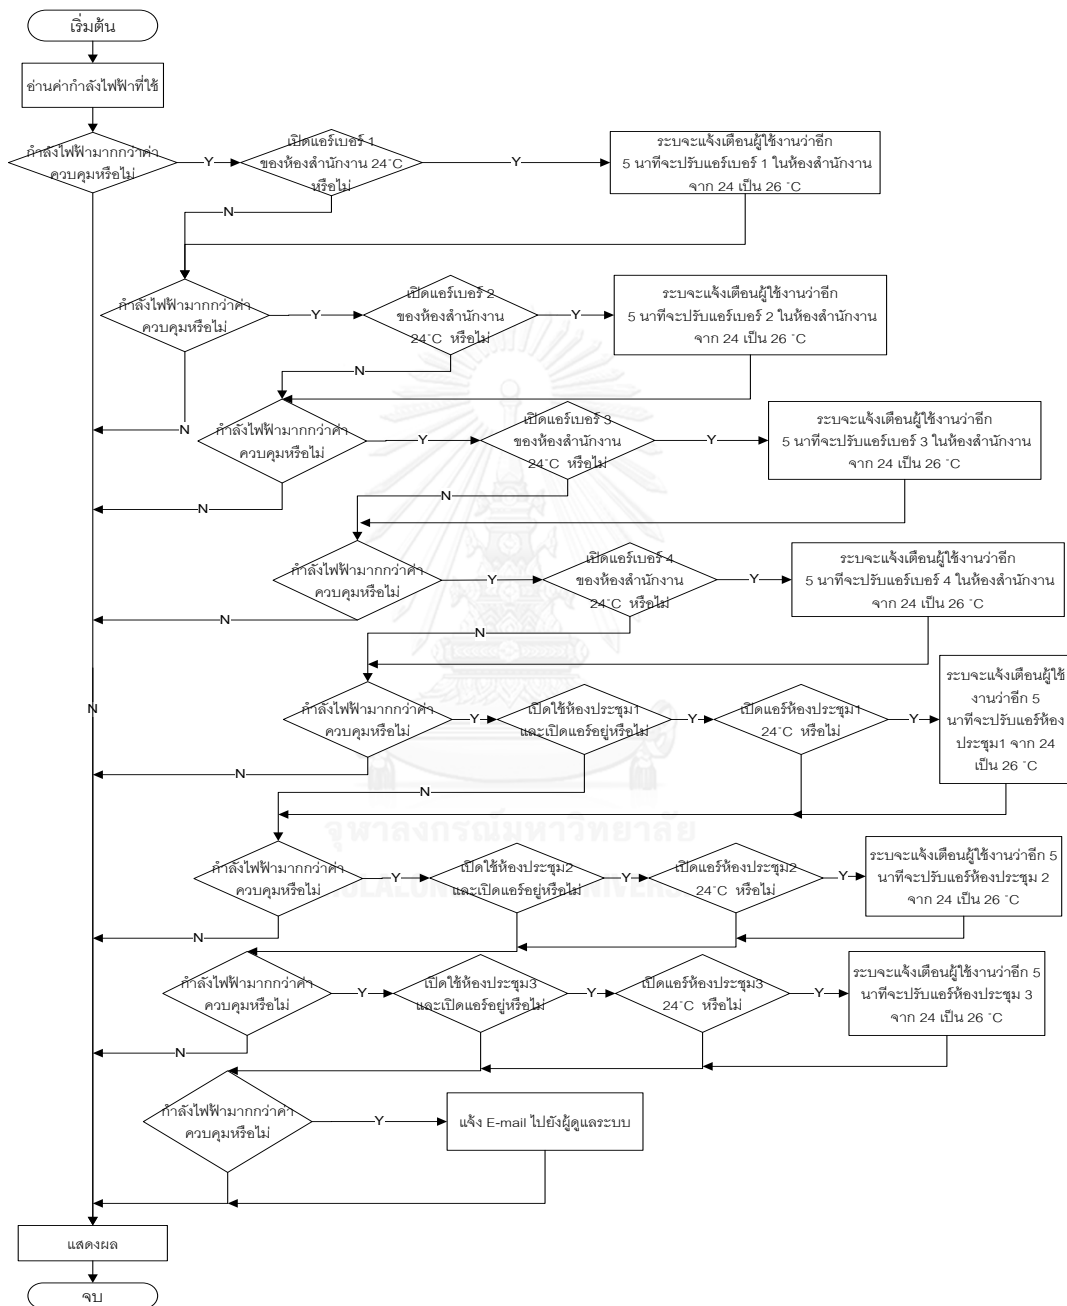 เริ่มต้น
อ่านค่ากำลังไฟฟ้าที่ใช้
กำลังไฟฟ้ามากกว่าค่า
ควบคุมหรือไม่
Y
เปิดแอร์เบอร์ 1
ของห้องสำนักงาน 24°C
หรือไม่
Y
ระบจะแจ้งเตือนผู้ใช้งานว่าอีก
5 นาทีจะปรับแอร์เบอร์ 1 ในห้องสำนักงาน
จาก 24 เป็น 26 °C
N
กำลังไฟฟ้ามากกว่าค่า
ควบคุมหรือไม่
Y
เปิดแอร์เบอร์ 2
ของห้องสำนักงาน
24°C หรือไม่
Y
ระบจะแจ้งเตือนผู้ใช้งานว่าอีก
5 นาทีจะปรับแอร์เบอร์ 2 ในห้องสำนักงาน
จาก 24 เป็น 26 °C
N
N
กำลังไฟฟ้ามากกว่าค่า
ควบคุมหรือไม่
Y
เปิดแอร์เบอร์ 3
ของห้องสำนักงาน
24°C หรือไม่
Y
ระบจะแจ้งเตือนผู้ใช้งานว่าอีก
5 นาทีจะปรับแอร์เบอร์ 3 ในห้องสำนักงาน
จาก 24 เป็น 26 °C
N
N
กำลังไฟฟ้ามากกว่าค่า
ควบคุมหรือไม่
Y
เปิดแอร์เบอร์ 4
ของห้องสำนักงาน
24°C หรือไม่
Y
ระบจะแจ้งเตือนผู้ใช้งานว่าอีก
5 นาทีจะปรับแอร์เบอร์ 4 ในห้องสำนักงาน
จาก 24 เป็น 26 °C
N
N
N
กำลังไฟฟ้ามากกว่าค่า
ควบคุมหรือไม่
Y
เปิดใช้ห้องประชุม1
และเปิดแอร์อยู่หรือไม่
Y
เปิดแอร์ห้องประชุม1
24°C หรือไม่
Y
ระบจะแจ้งเตือนผู้ใช้
งานว่าอีก 5
นาทีจะปรับแอร์ห้อง
ประชุม1 จาก 24
เป็น 26 °C
N
N
จุฬาลงกรณ์มหาวิทยาลัย
กำลังไฟฟ้ามากกว่าค่า
ควบคุมหรือไม่
Y
เปิดใช้ห้องประชุม2
และเปิดแอร์อยู่หรือไม่
Y
เปิดแอร์ห้องประชุม2
24°C หรือไม่
Y
ระบจะแจ้งเตือนผู้ใช้งานว่าอีก 5
นาทีจะปรับแอร์ห้องประชุม 2
จาก 24 เป็น 26 °C
N
กำลังไฟฟ้ามากกว่าค่า
ควบคุมหรือไม่
Y
เปิดใช้ห้องประชุม3
และเปิดแอร์อยู่หรือไม่
Y
เปิดแอร์ห้องประชุม3
24°C หรือไม่
Y
ระบจะแจ้งเตือนผู้ใช้งานว่าอีก 5
นาทีจะปรับแอร์ห้องประชุม 3
จาก 24 เป็น 26 °C
N
กำลังไฟฟ้ามากกว่าค่า
ควบคุมหรือไม่
Y
แจ้ง E-mail ไปยังผู้ดูแลระบบ
แสดงผล
จบ